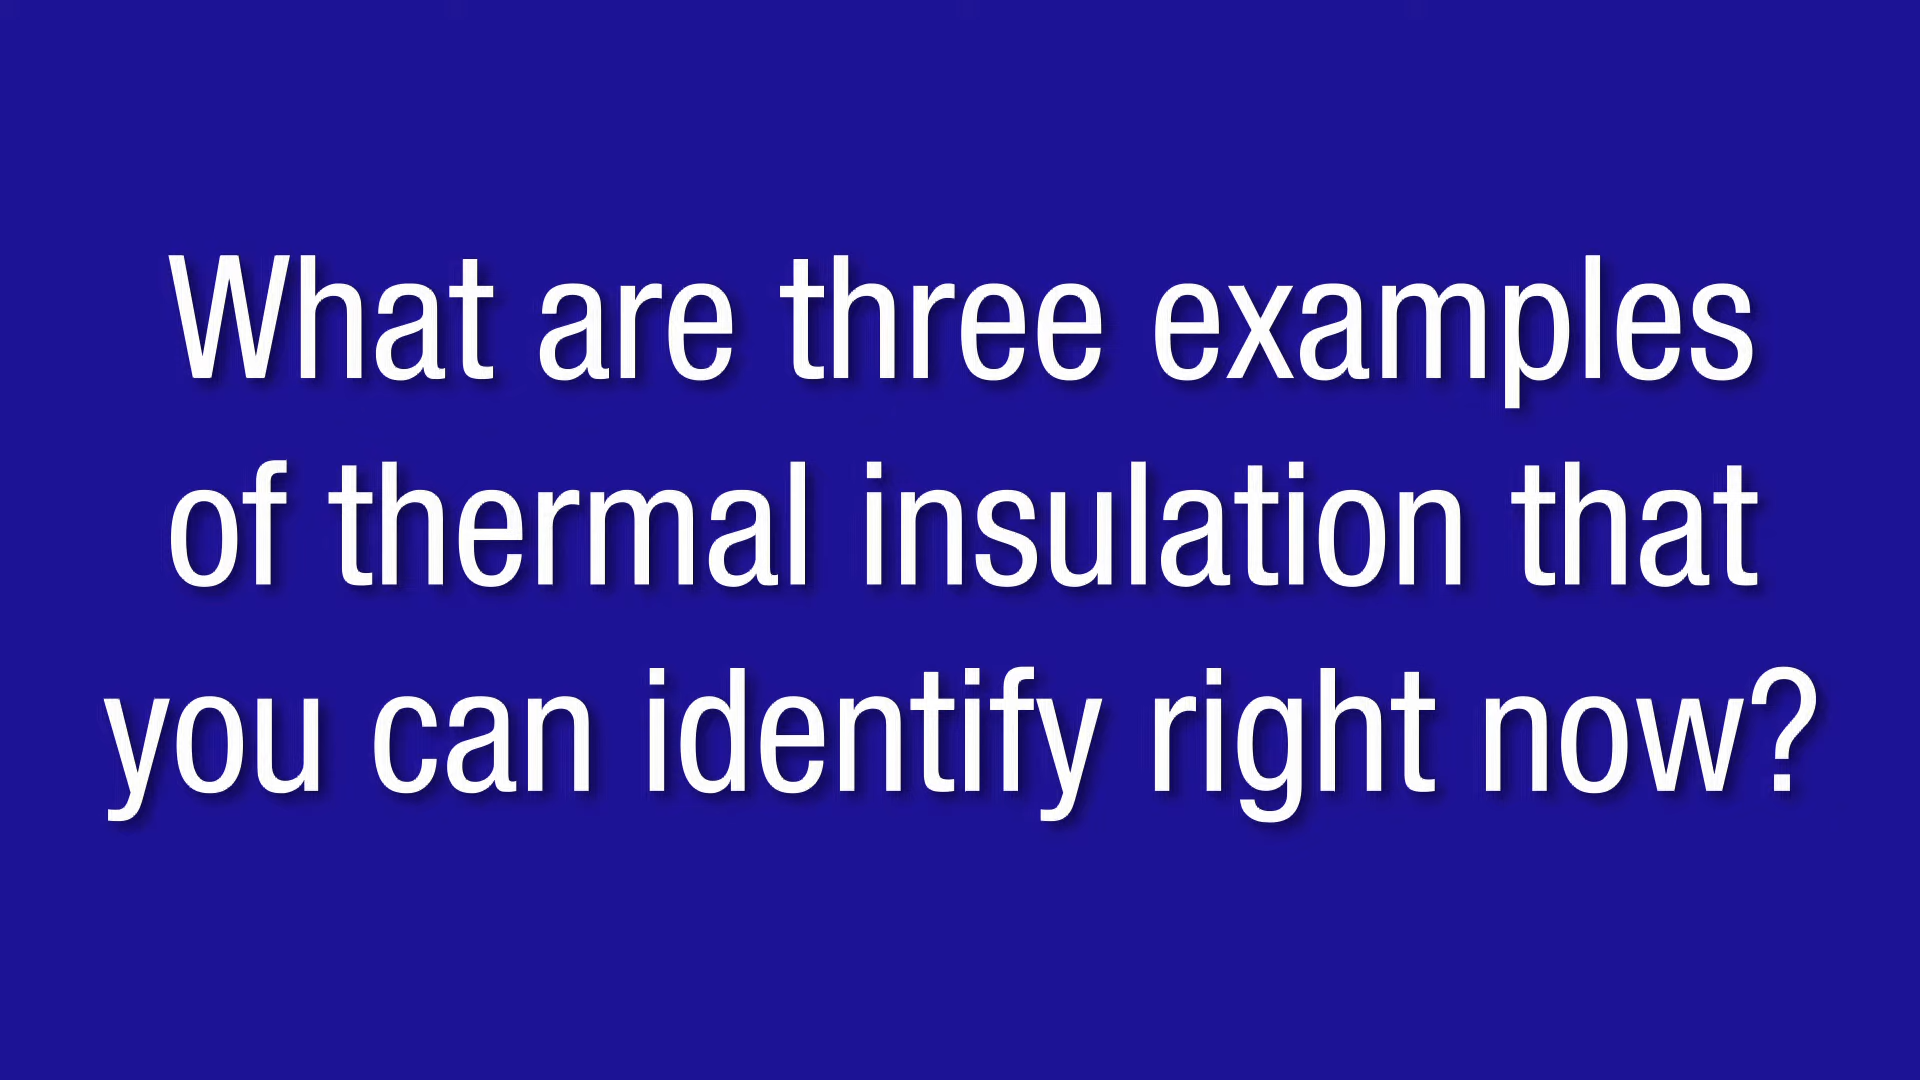 What are three examples
of thermal insulation that
you can identify right now?